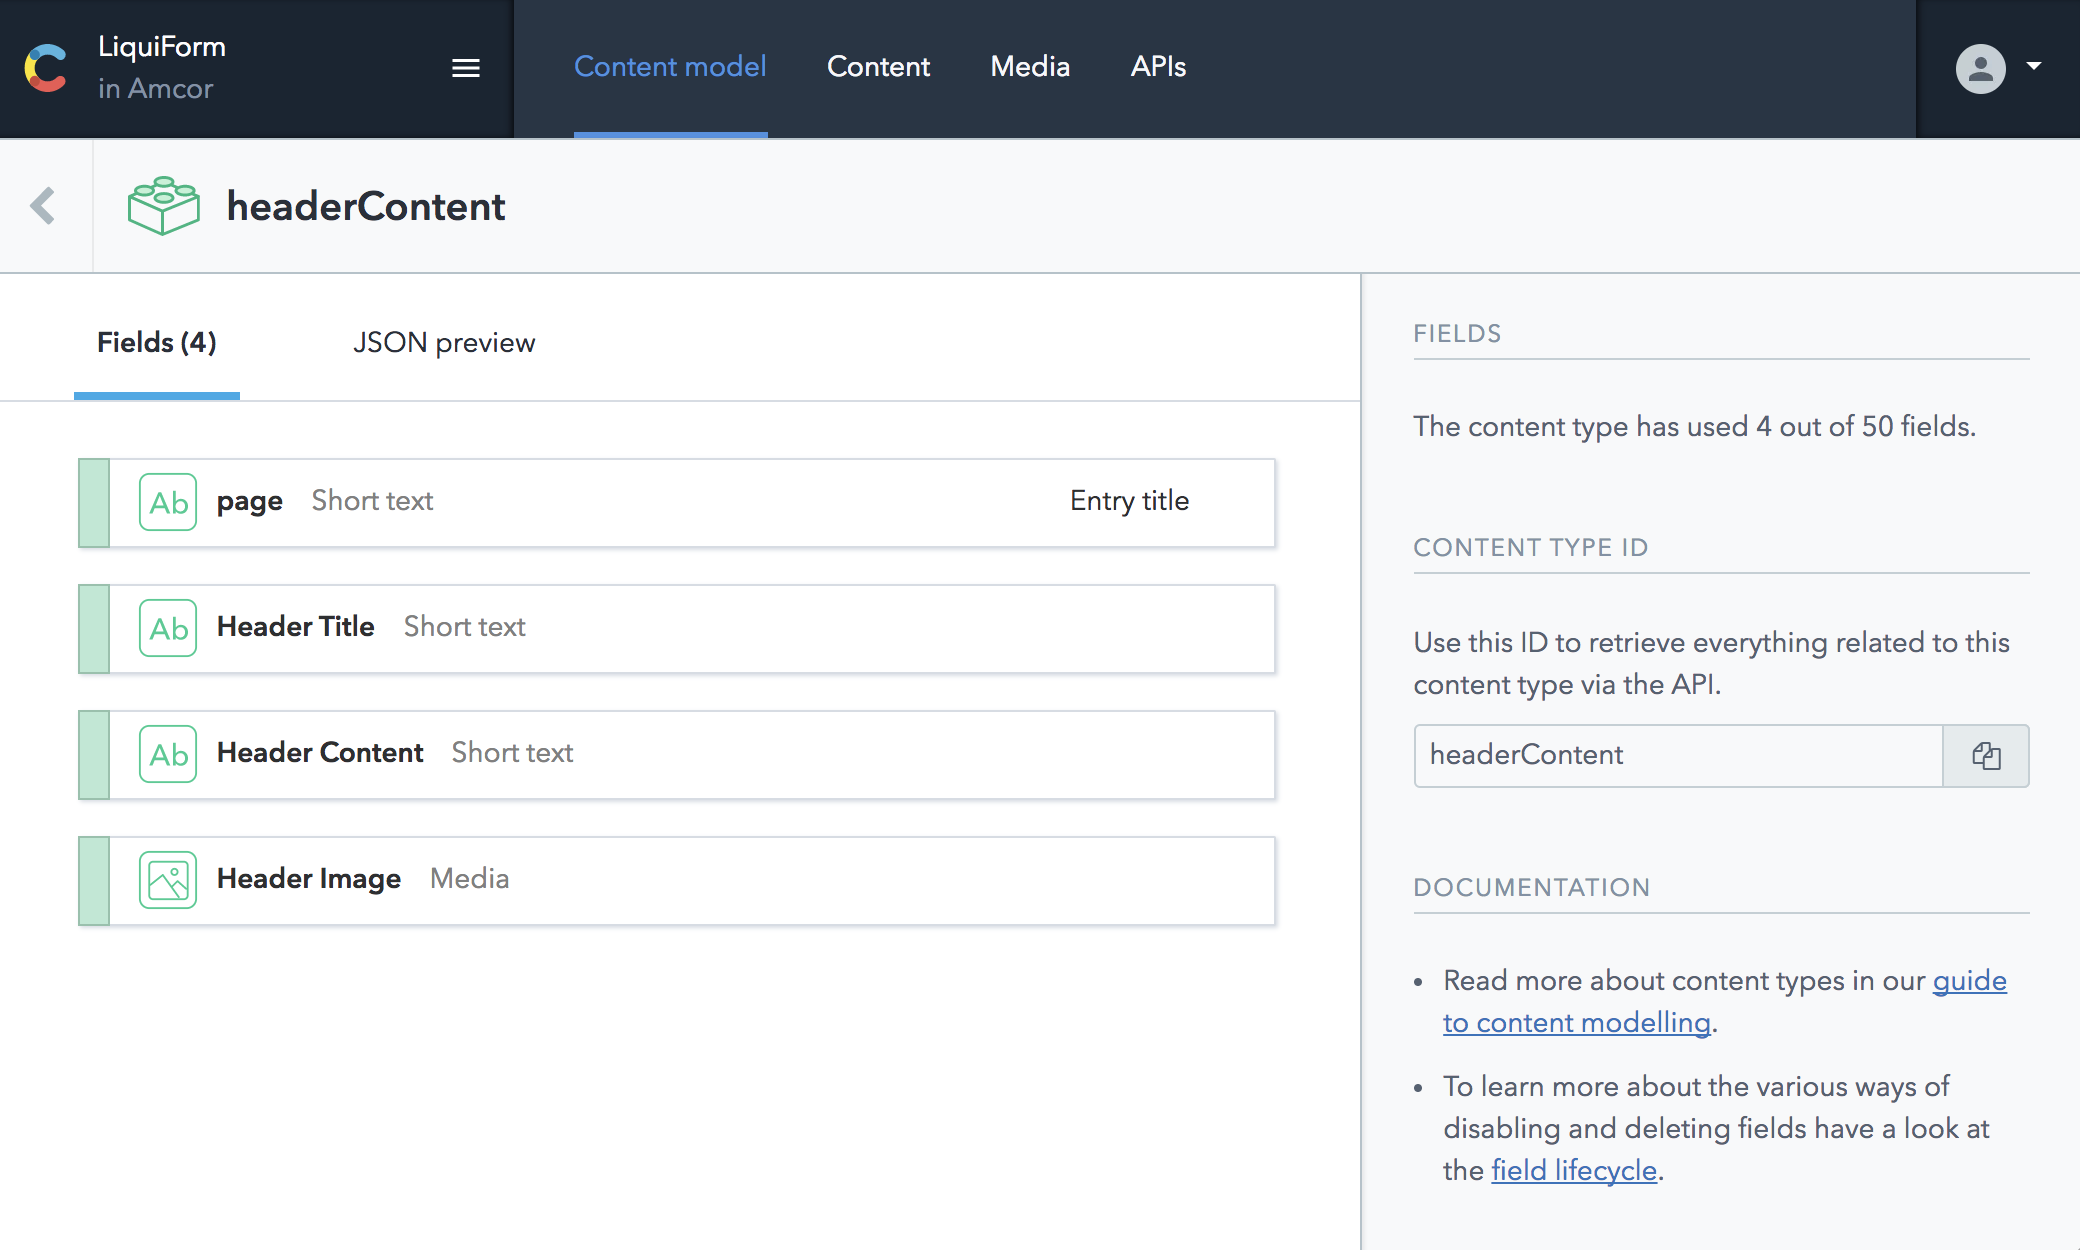 LiquiForm
in Amcor
Content model
Content
Media
APIs
headerContent
Fields (4)
JSON preview
Ab page Short text Entry title
Ab Header Title Short text
Ab Header Content Short text
Header Image Media
FIELDS
The content type has used 4 out of 50 fields.
CONTENT TYPE ID
Use this ID to retrieve everything related to this
content type via the API.
headerContent
DOCUMENTATION
• Read more about content types in our guide
to content modelling.
• To learn more about the various ways of
disabling and deleting fields have a look at
the field lifecycle.